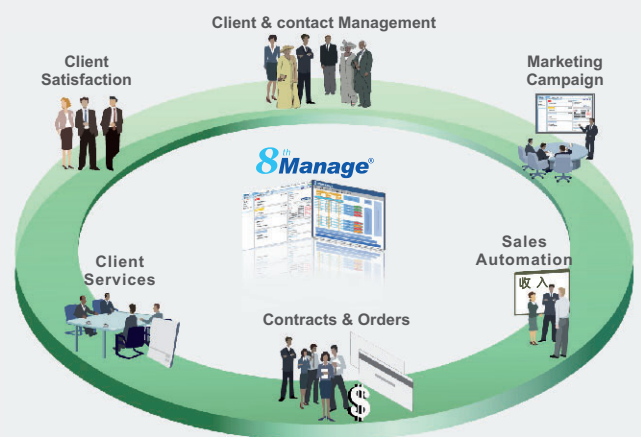 Client & contact Management
Client
Satisfaction
Marketing
Campaign
8th Manage®
Client
Services
Sales
Automation
收入
Contracts & Orders
$